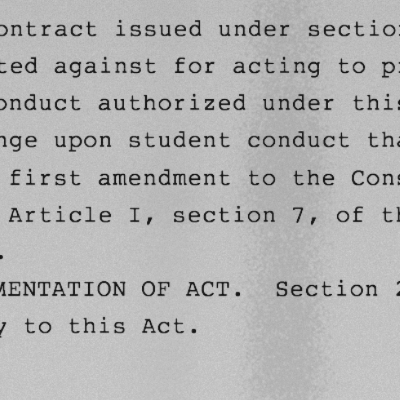 ontract issued under sectio
ted against for acting to p
onduct authorized under this
nge upon student conduct tha
first amendment to the Cons
Article I, section 7, of th
.
MENTATION OF ACT.  Section 2
y to this Act.